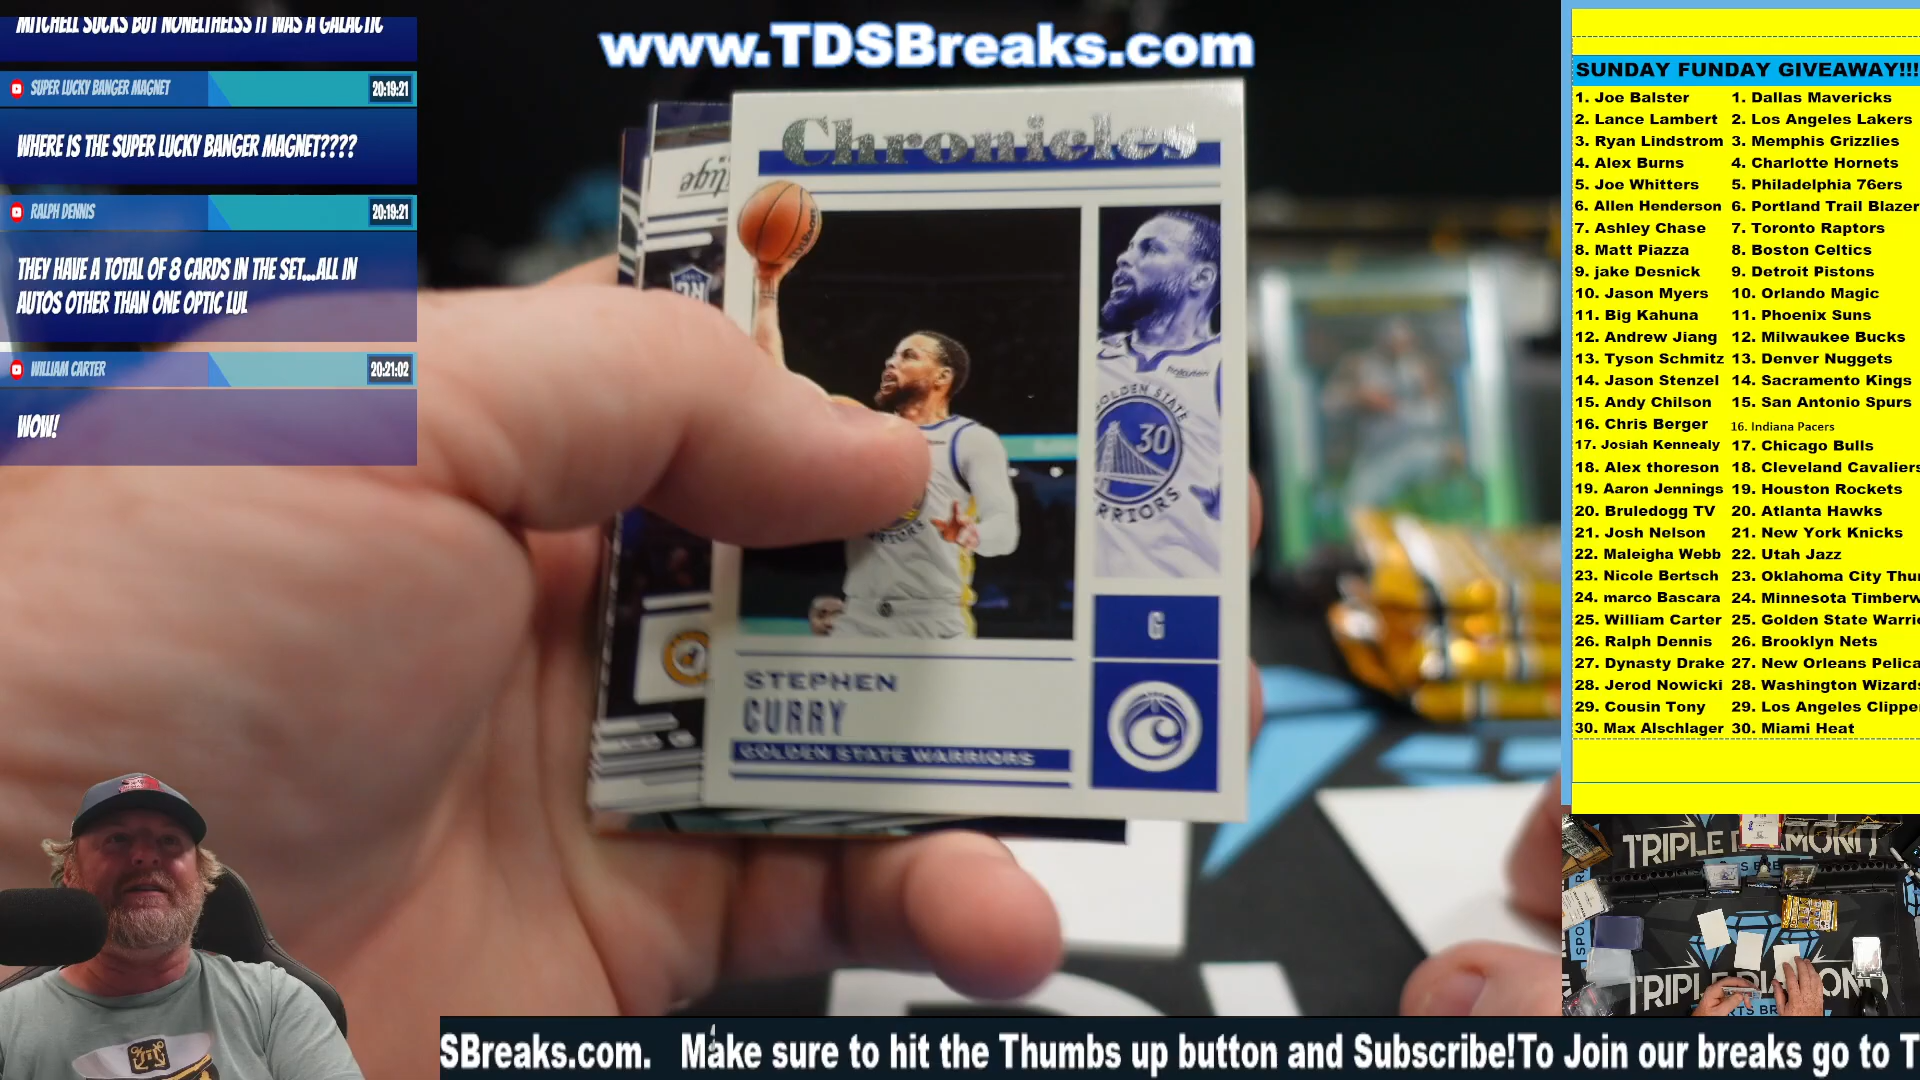 MITCHELL SUCKS BUT NONELTHELSS IT WAS A GALACTIC
SUPER LUCKY BANGER MAGNET
20:19:21
WHERE IS THE SUPER LUCKY BANGER MAGNET????
RALPH DENNIS
20:19:21
THEY HAVE A TOTAL OF 8 CARDS IN THE SET...ALL IN
AUTOS OTHER THAN ONE OPTIC LUL
WILLIAM CARTER
20:21:02
WOW!
www.TDSBreaks.com
Chronicles
Wilson
RC
Rakuten
GOLDEN STATE
30
WARRIORS
G
STEPHEN
CURRY
GOLDEN STATE WARRIORS
SUNDAY FUNDAY GIVEAWAY!!!
1. Joe Balster 1. Dallas Mavericks
2. Lance Lambert 2. Los Angeles Lakers
3. Ryan Lindstrom 3. Memphis Grizzlies
4. Alex Burns 4. Charlotte Hornets
5. Joe Whitters 5. Philadelphia 76ers
6. Allen Henderson 6. Portland Trail Blazer
7. Ashley Chase 7. Toronto Raptors
8. Matt Piazza 8. Boston Celtics
9. jake Desnick 9. Detroit Pistons
10. Jason Myers 10. Orlando Magic
11. Big Kahuna 11. Phoenix Suns
12. Andrew Jiang 12. Milwaukee Bucks
13. Tyson Schmitz 13. Denver Nuggets
14. Jason Stenzel 14. Sacramento Kings
15. Andy Chilson 15. San Antonio Spurs
16. Chris Berger 16. Indiana Pacers
17. Josiah Kennealy 17. Chicago Bulls
18. Alex thoreson 18. Cleveland Cavaliers
19. Aaron Jennings 19. Houston Rockets
20. Bruledogg TV 20. Atlanta Hawks
21. Josh Nelson 21. New York Knicks
22. Maleigha Webb 22. Utah Jazz
23. Nicole Bertsch 23. Oklahoma City Thu
24. marco Bascara 24. Minnesota Timberw
25. William Carter 25. Golden State Warri
26. Ralph Dennis 26. Brooklyn Nets
27. Dynasty Drake 27. New Orleans Pelica
28. Jerod Nowicki 28. Washington Wizards
29. Cousin Tony 29. Los Angeles Clippe
30. Max Alschlager 30. Miami Heat
TRIPLE DIAMOND
TRIPLE DIAMOND
SBreaks.com. Make sure to hit the Thumbs up button and Subscribe!To Join our breaks go to T